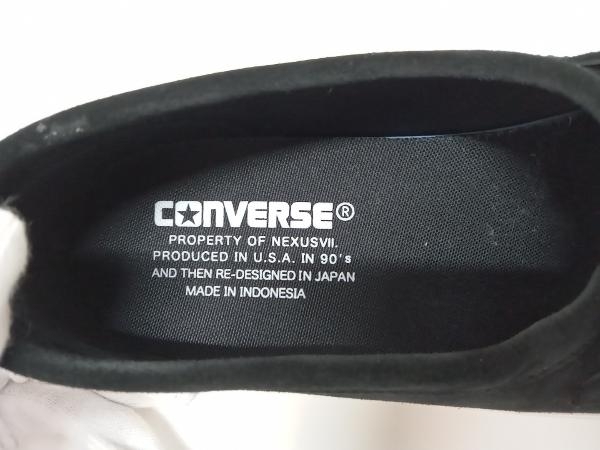 CONVERSE®
PROPERTY OF NEXUSVII.
PRODUCED IN U.S.A. IN 90's
AND THEN RE-DESIGNED IN JAPAN
MADE IN INDONESIA